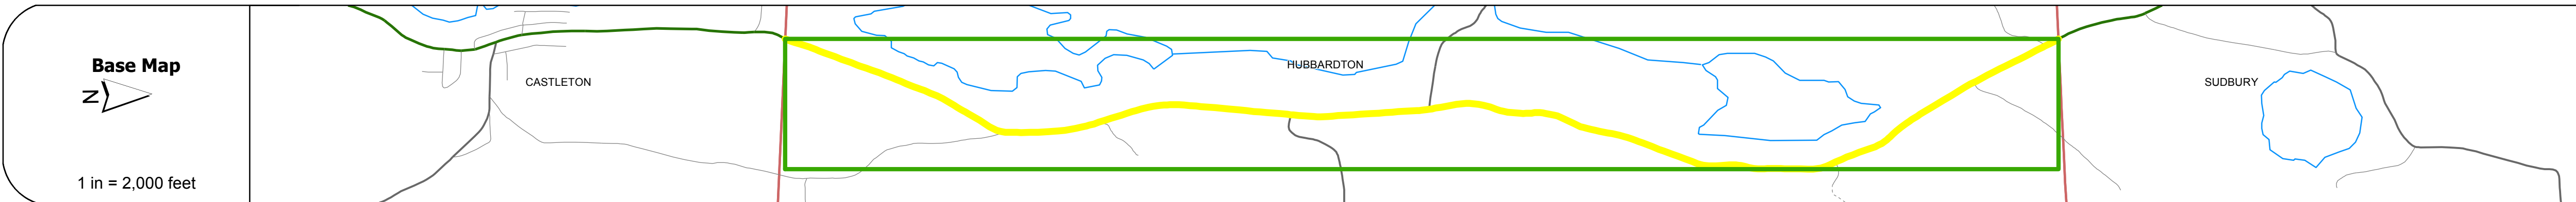 Base Map
N
1 in = 2,000 feet
CASTLETON
HUBBARDTON
SUDBURY